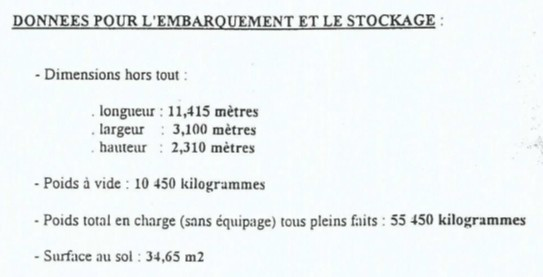 DONNEES POUR L'EMBARQUEMENT ET LE STOCKAGE :
- Dimensions hors tout :
. longueur : 11,415 mètres
. largeur : 3,100 mètres
. hauteur : 2,310 mètres
- Poids à vide : 10 450 kilogrammes
- Poids total en charge (sans équipage) tous pleins faits : 55 450 kilogrammes
- Surface au sol : 34,65 m2